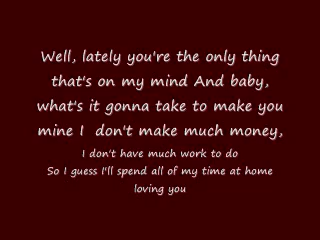 Well, lately you're the only thing
that's on my mind And baby,
what's it gonna take to make you
mine I  don't make much money,
I don't have much work to do
So I guess I'll spend all of my time at home
loving you